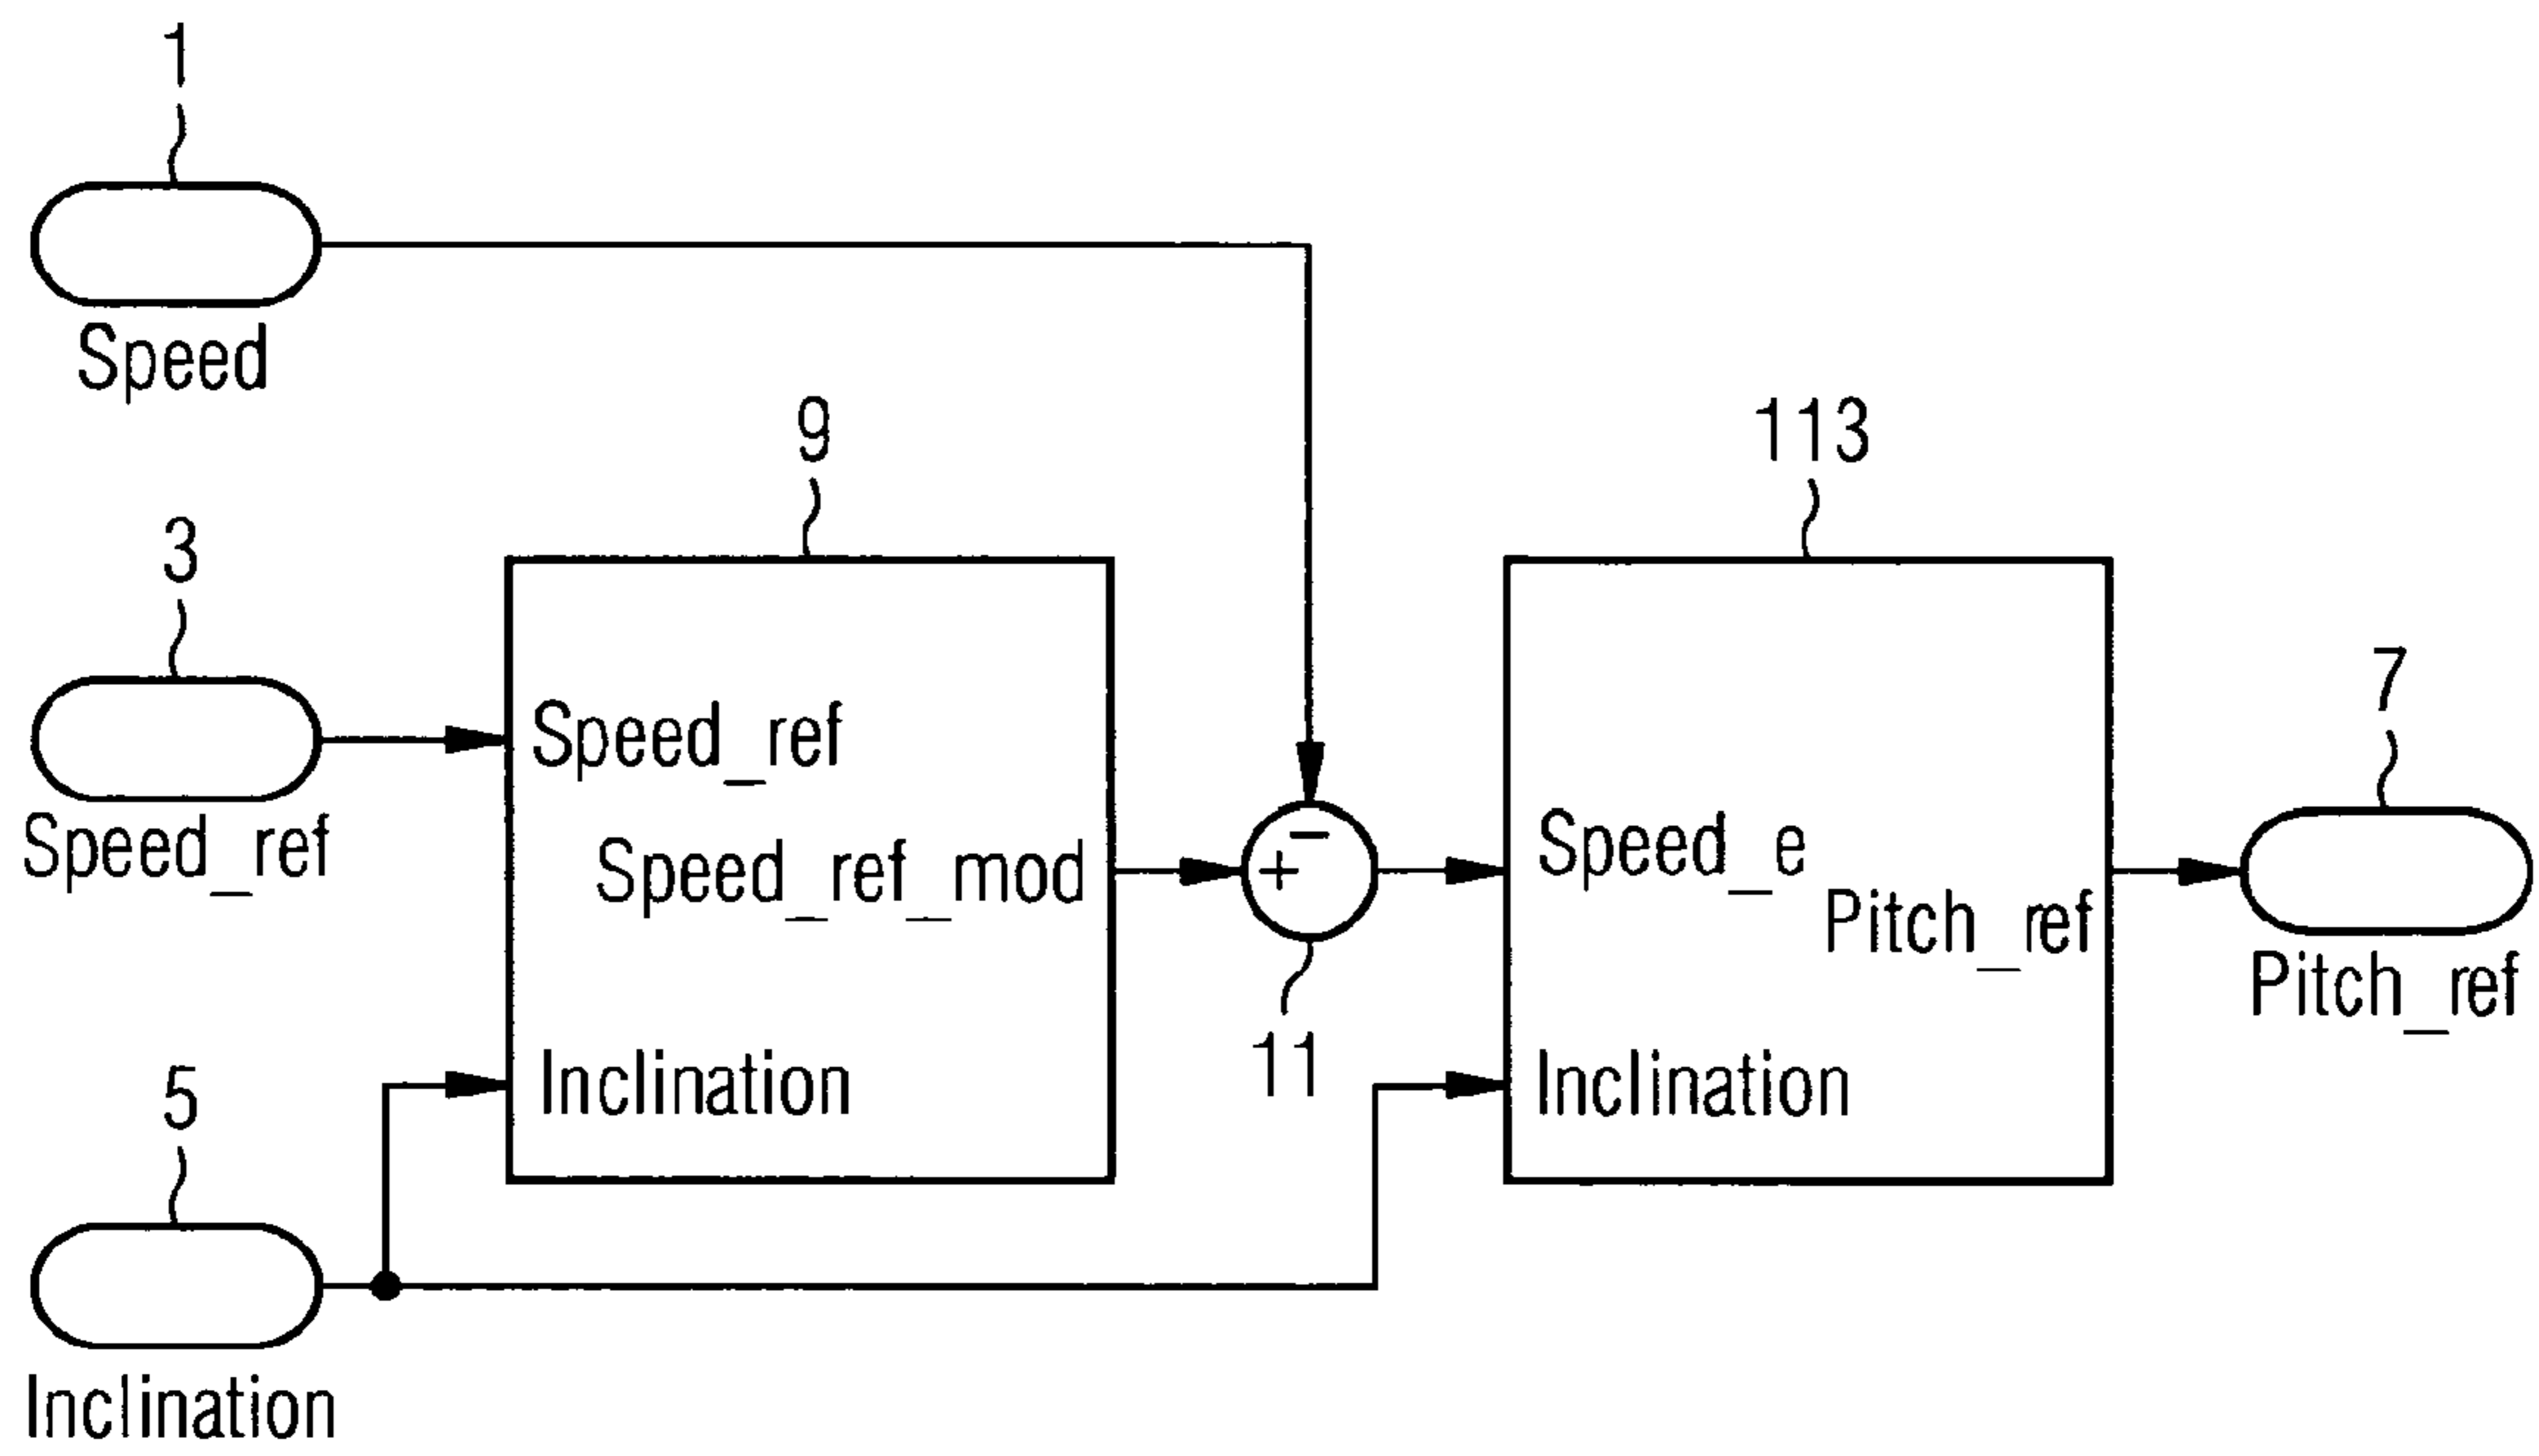 1
Speed
9
113
3
7
Speed_ref
Speed_ref
Speed_ref_mod
- 
+
Speed_e
Pitch_ref
Pitch_ref
11
Inclination
Inclination
5
Inclination